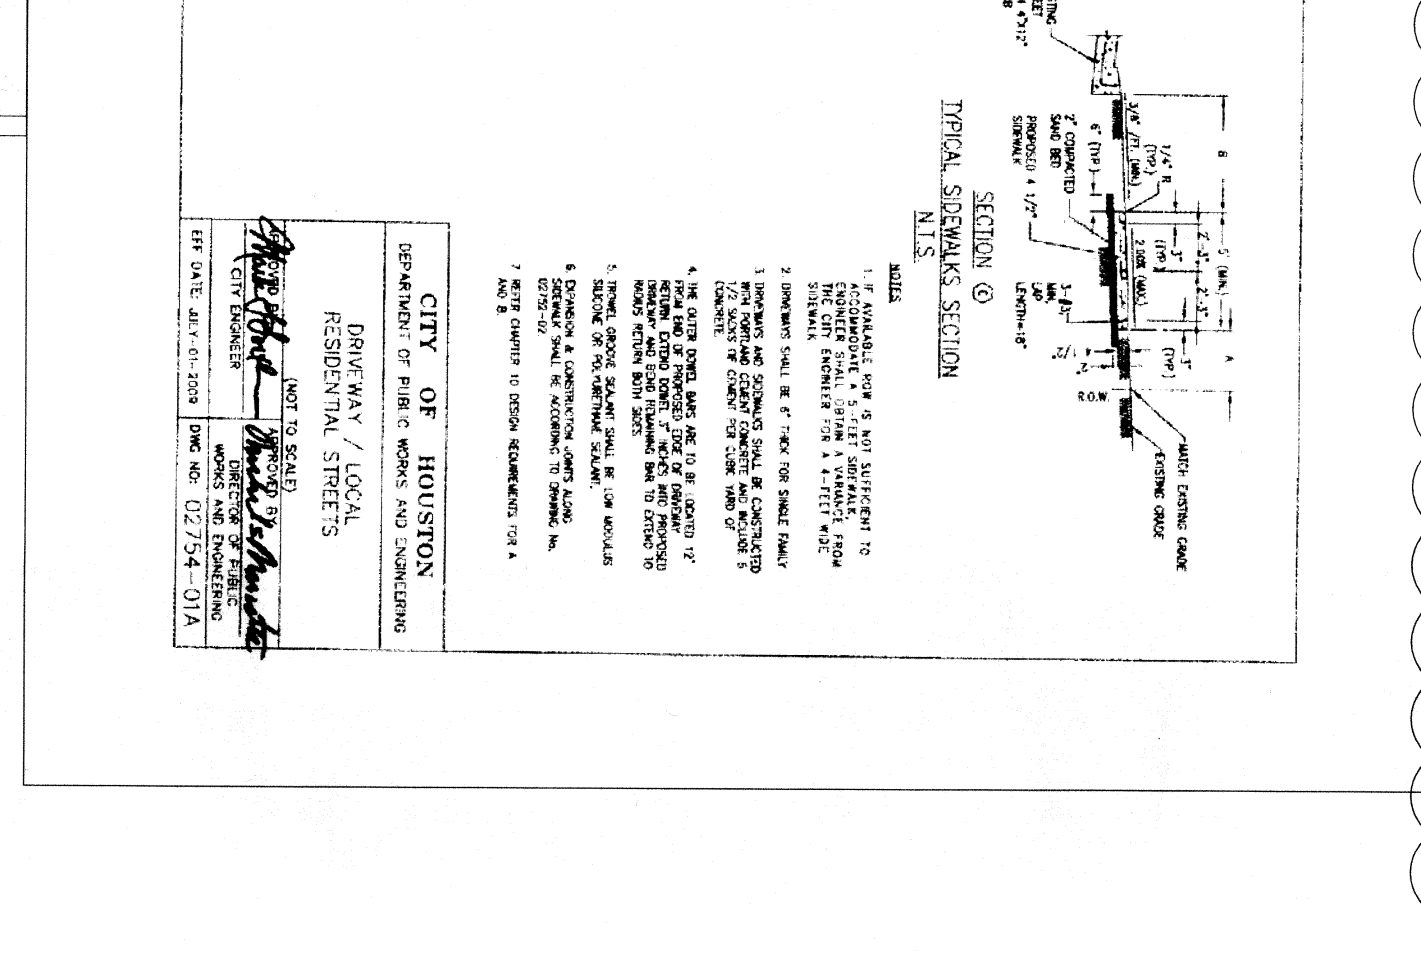 3/8" /FT. (MIN.)
1/4" R
(TYP.)
B
5' (MIN.)
A
2'-3"
2'-3"
3"
(TYP.)
3"
(TYP.)
6" (TYP.)
2" COMPACTED
SAND BED
PROPOSED 4 1/2"
SIDEWALK
MIN.
LAP
LENGTH=18"
1/2"
2"
R.O.W.
MATCH EXISTING GRADE
EXISTING GRADE
4"X12"
SECTION C
TYPICAL SIDEWALKS SECTION
N.T.S.
NOTES
1. IF AVAILABLE ROW IS NOT SUFFICIENT TO
ACCOMMODATE A 5-FEET SIDEWALK,
ENGINEER SHALL OBTAIN A VARIANCE FROM
THE CITY ENGINEER FOR A 4-FEET WIDE
SIDEWALK
2. DRIVEWAYS SHALL BE 6" THICK FOR SINGLE FAMILY
3. DRIVEWAYS AND SIDEWALKS SHALL BE CONSTRUCTED
WITH PORTLAND CEMENT CONCRETE AND INCLUDE 5
1/2 SACKS OF CEMENT PER CUBIC YARD OF
CONCRETE.
4. THE OUTER DOWEL BARS ARE TO BE LOCATED 12"
FROM END OF PROPOSED EDGE OF DRIVEWAY
RETURN. EXTEND DOWEL 3" INCHES INTO PROPOSED
DRIVEWAY AND BEND REMAINING BAR TO EXTEND TO
RADIUS RETURN BOTH SIDES.
5. TROWEL GROOVE SEALANT SHALL BE LOW MODULUS
SILICONE OR POLYURETHANE SEALANT.
6. EXPANSION & CONSTRUCTION JOINTS ALONG
SIDEWALK SHALL BE ACCORDING TO DRAWING No.
02752-02.
7. REFER CHAPTER 10 DESIGN REQUIREMENTS FOR A
AND B.
CITY OF HOUSTON
DEPARTMENT OF PUBLIC WORKS AND ENGINEERING
DRIVEWAY / LOCAL
RESIDENTIAL STREETS
(NOT TO SCALE)
APPROVED BY
CITY ENGINEER
APPROVED BY
DIRECTOR OF PUBLIC
WORKS AND ENGINEERING
EFF DATE: JULY-01-2009
DWG NO: 02754-01A